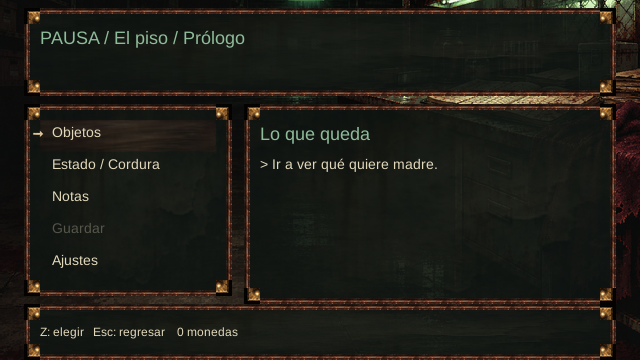 PAUSA / El piso / Prólogo
Objetos
Estado / Cordura
Notas
Guardar
Ajustes
Lo que queda
> Ir a ver qué quiere madre.
Z: elegir Esc: regresar 0 monedas